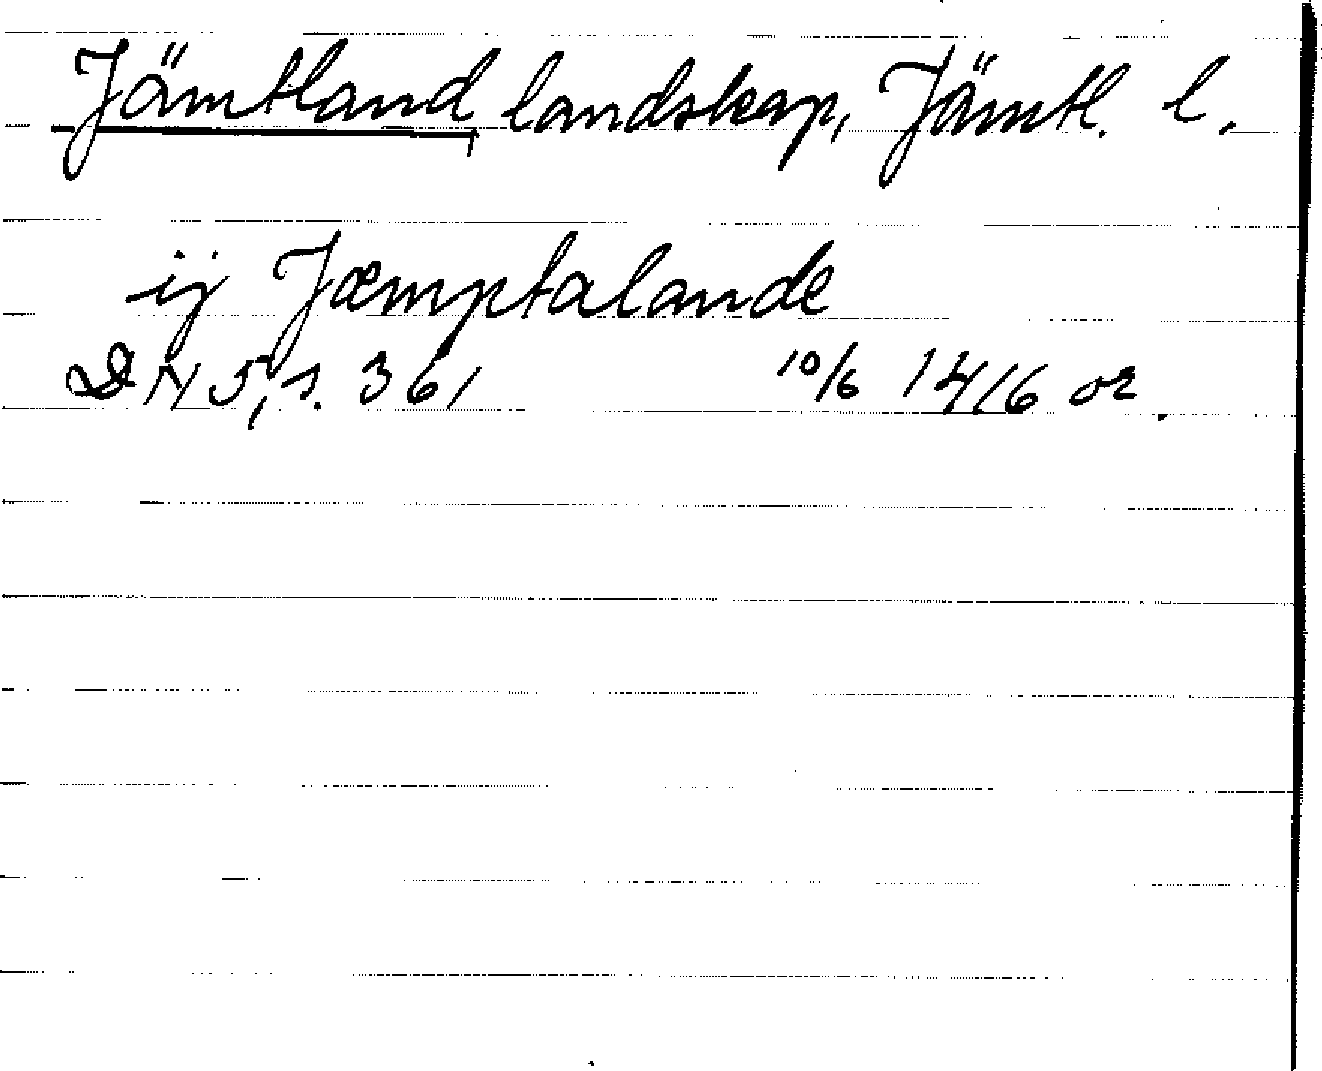 Jämtland, landskap, Jämtl. l.
ij Jæmptalande
DN 5, s. 361 10/6 1416 or.